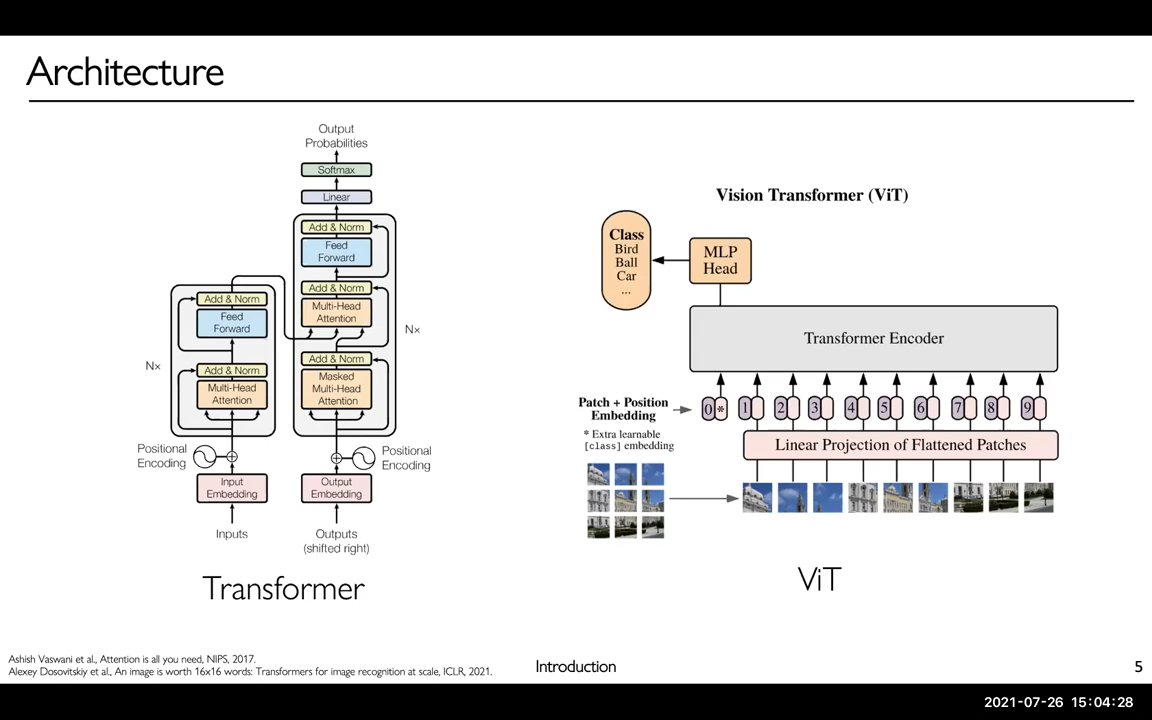 Architecture
Output
Probabilities
Softmax
Linear
Add & Norm
Feed
Forward
Add & Norm
Multi-Head
Attention
Add & Norm
Masked
Multi-Head
Attention
N×
Add & Norm
Feed
Forward
Add & Norm
Multi-Head
Attention
N×
Positional
Encoding
Positional
Encoding
Input
Embedding
Output
Embedding
Inputs
Outputs
(shifted right)
Transformer
Vision Transformer (ViT)
Class
Bird
Ball
Car
...
MLP
Head
Transformer Encoder
Patch + Position
Embedding
0 * 1 2 3 4 5 6 7 8 9
* Extra learnable
[class] embedding
Linear Projection of Flattened Patches
ViT
Ashish Vaswani et al., Attention is all you need, NIPS, 2017.
Alexey Dosovitskiy et al., An image is worth 16x16 words: Transformers for image recognition at scale, ICLR, 2021.
Introduction
5
2021-07-26 15:04:28